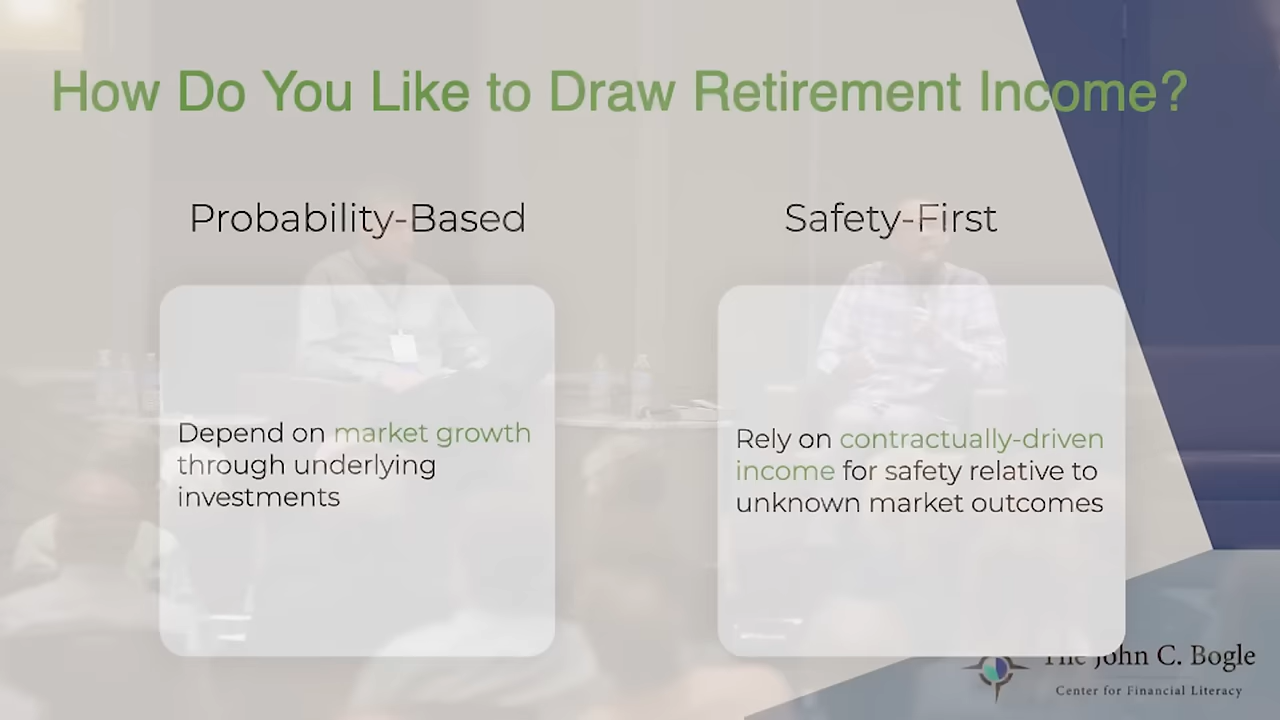 How Do You Like to Draw Retirement Income?
Probability-Based
Safety-First
Depend on market growth
through underlying
investments
Rely on contractually-driven
income for safety relative to
unknown market outcomes
The John C. Bogle
Center for Financial Literacy